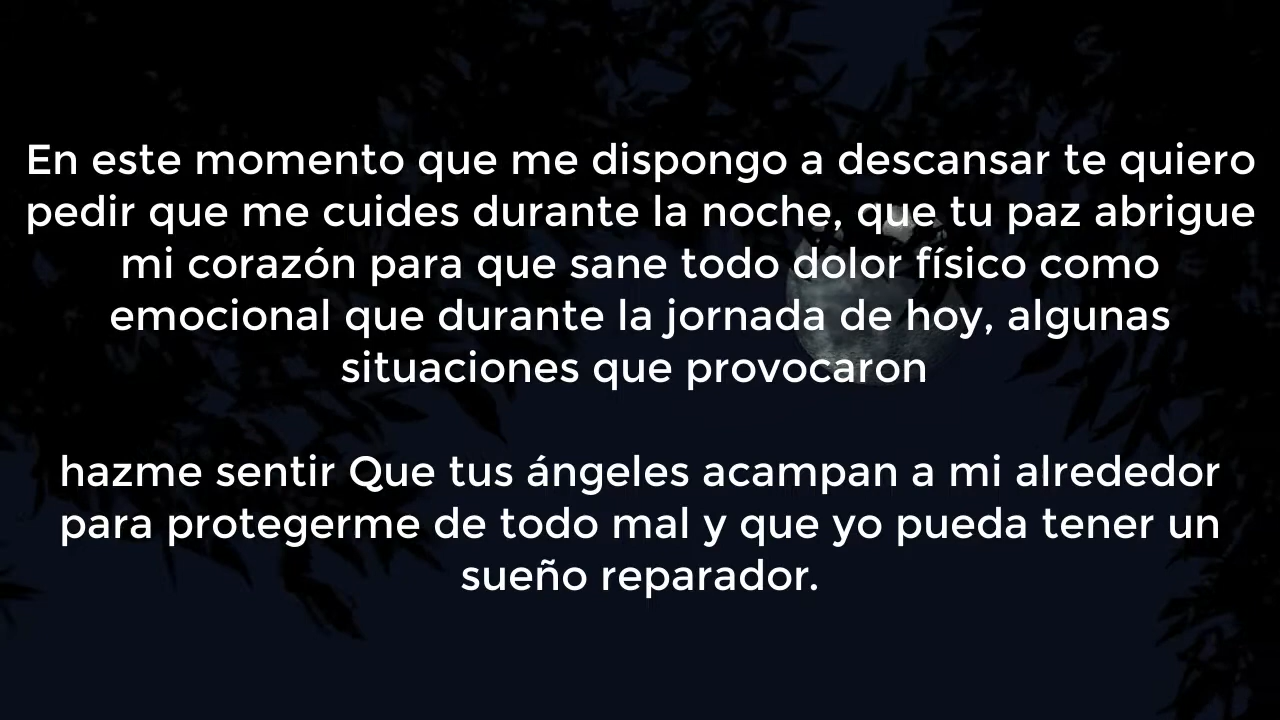 En este momento que me dispongo a descansar te quiero
pedir que me cuides durante la noche, que tu paz abrigue
mi corazón para que sane todo dolor físico como
emocional que durante la jornada de hoy, algunas
situaciones que provocaron
hazme sentir Que tus ángeles acampan a mi alrededor
para protegerme de todo mal y que yo pueda tener un
sueño reparador.